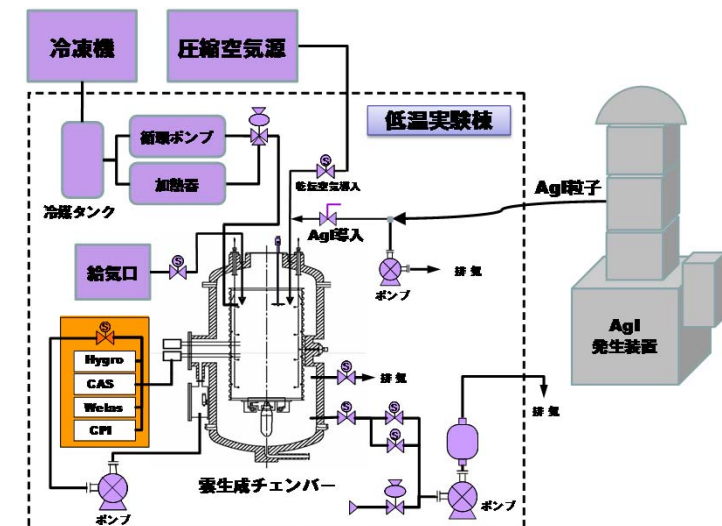 冷凍機
圧縮空気源
低温実験棟
循環ポンプ
加熱器
冷媒タンク
S
乾燥空気導入
AgI粒子
AgI導入
ポンプ
排気
給気口
S
AgI
発生装置
S
Hygro
CAS
Welas
CPI
S
排気
S
S
S
排気
雲生成チェンバー
ポンプ
ポンプ